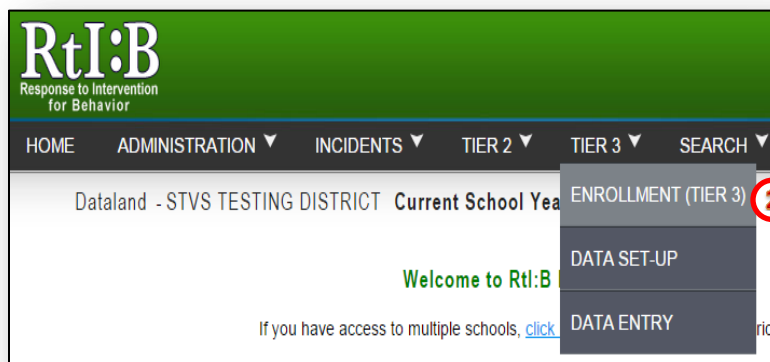 RtI:B
Response to Intervention
for Behavior
HOME ADMINISTRATION INCIDENTS TIER 2 TIER 3 SEARCH
Dataland - STVS TESTING DISTRICT Current School Yea
ENROLLMENT (TIER 3)
DATA SET-UP
Welcome to RtI:B
If you have access to multiple schools, click
DATA ENTRY